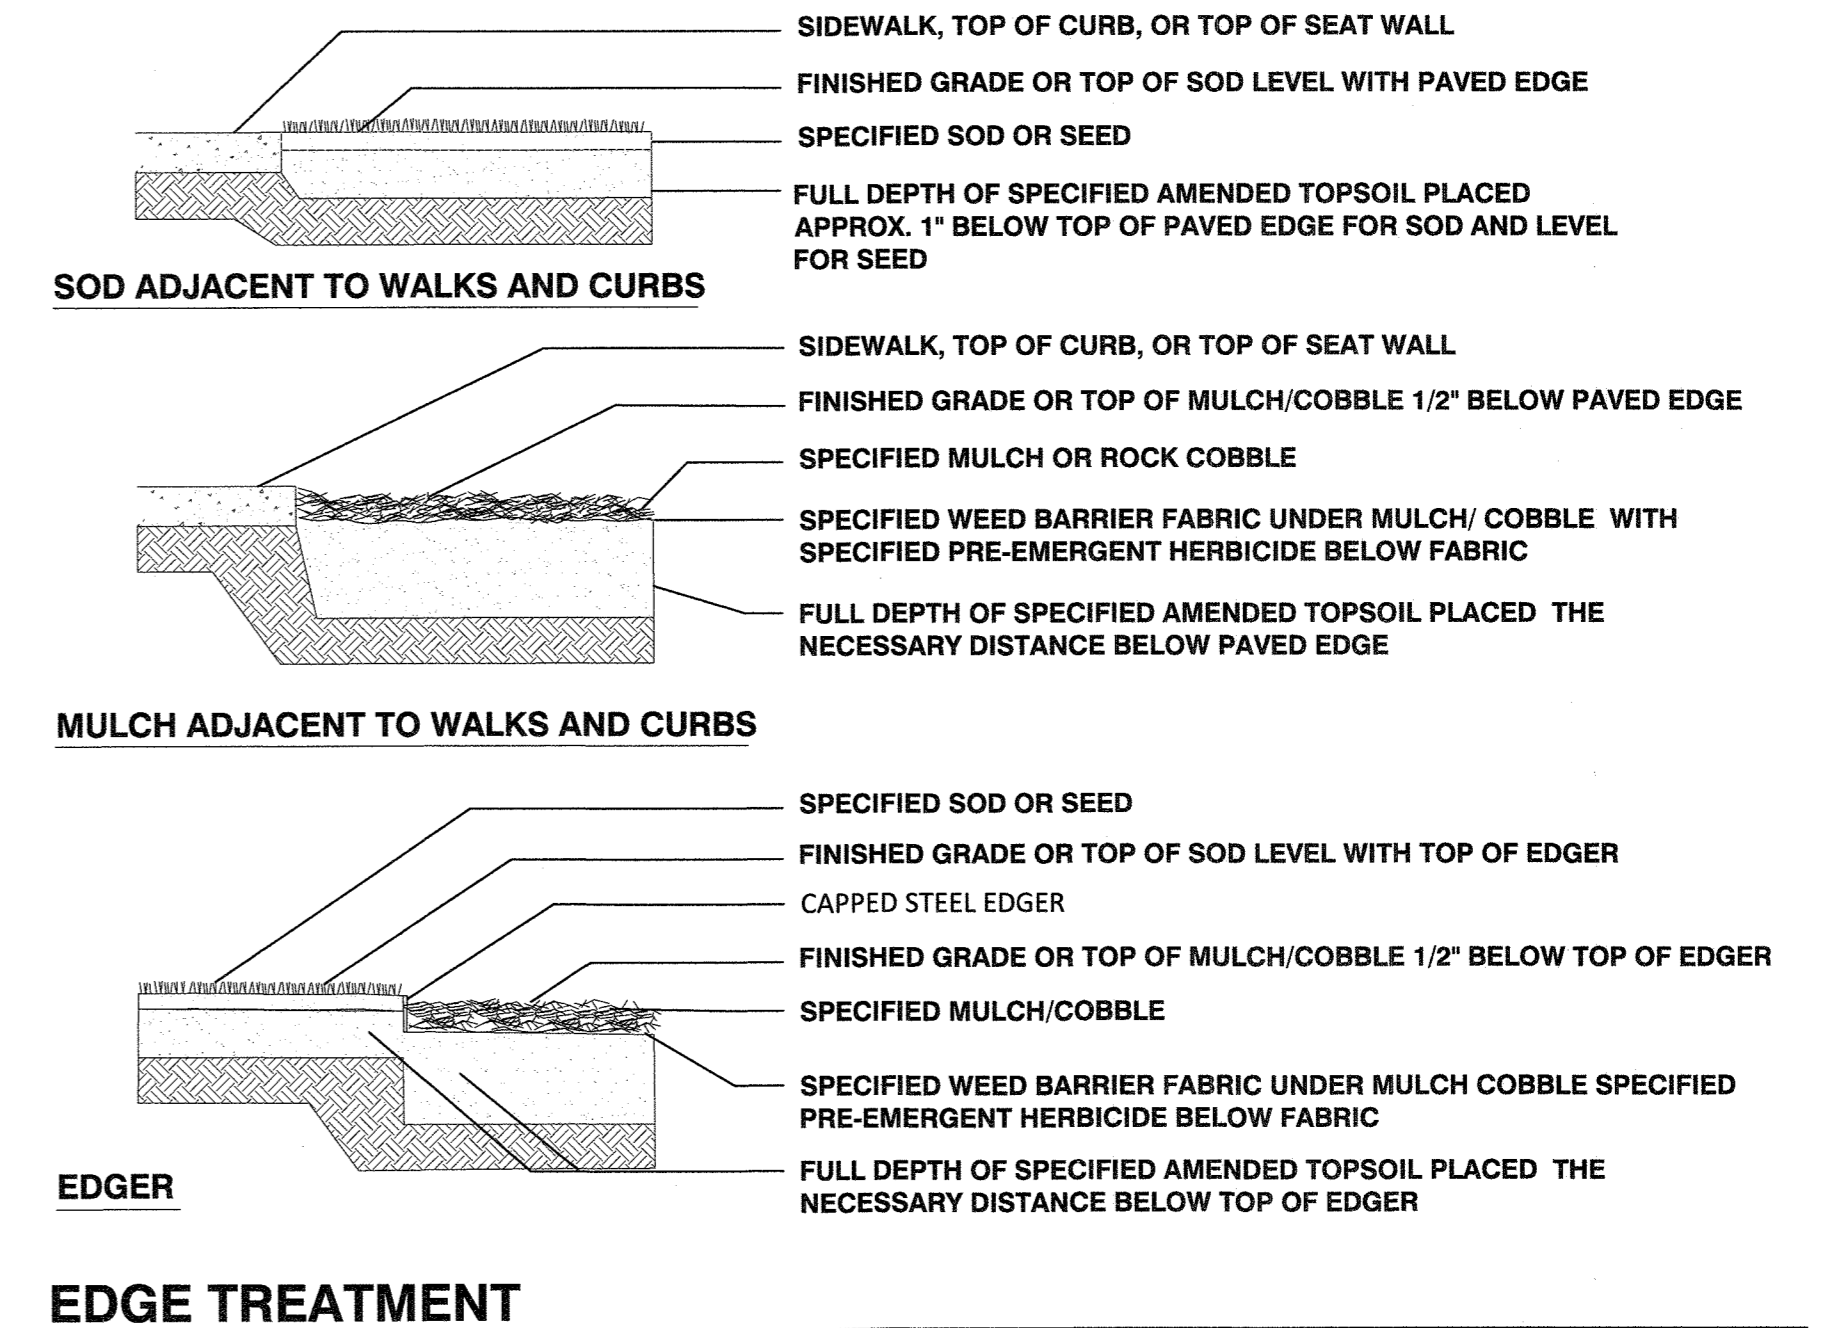 SIDEWALK, TOP OF CURB, OR TOP OF SEAT WALL
FINISHED GRADE OR TOP OF SOD LEVEL WITH PAVED EDGE
SPECIFIED SOD OR SEED
FULL DEPTH OF SPECIFIED AMENDED TOPSOIL PLACED
APPROX. 1" BELOW TOP OF PAVED EDGE FOR SOD AND LEVEL
FOR SEED
SOD ADJACENT TO WALKS AND CURBS
SIDEWALK, TOP OF CURB, OR TOP OF SEAT WALL
FINISHED GRADE OR TOP OF MULCH/COBBLE 1/2" BELOW PAVED EDGE
SPECIFIED MULCH OR ROCK COBBLE
SPECIFIED WEED BARRIER FABRIC UNDER MULCH/ COBBLE WITH
SPECIFIED PRE-EMERGENT HERBICIDE BELOW FABRIC
FULL DEPTH OF SPECIFIED AMENDED TOPSOIL PLACED THE
NECESSARY DISTANCE BELOW PAVED EDGE
MULCH ADJACENT TO WALKS AND CURBS
SPECIFIED SOD OR SEED
FINISHED GRADE OR TOP OF SOD LEVEL WITH TOP OF EDGER
CAPPED STEEL EDGER
FINISHED GRADE OR TOP OF MULCH/COBBLE 1/2" BELOW TOP OF EDGER
SPECIFIED MULCH/COBBLE
SPECIFIED WEED BARRIER FABRIC UNDER MULCH COBBLE SPECIFIED
PRE-EMERGENT HERBICIDE BELOW FABRIC
FULL DEPTH OF SPECIFIED AMENDED TOPSOIL PLACED THE
NECESSARY DISTANCE BELOW TOP OF EDGER
EDGER
EDGE TREATMENT